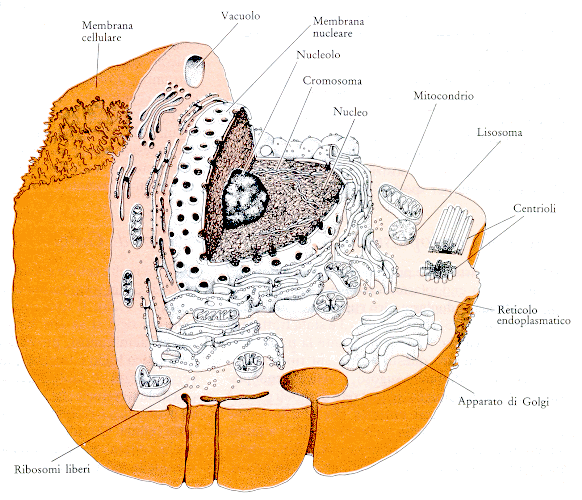 Vacuolo
Membrana
cellulare
Membrana
nucleare
Nucleolo
Cromosoma
Nucleo
Mitocondrio
Lisosoma
Centrioli
Reticolo
endoplasmatico
Apparato di Golgi
Ribosomi liberi